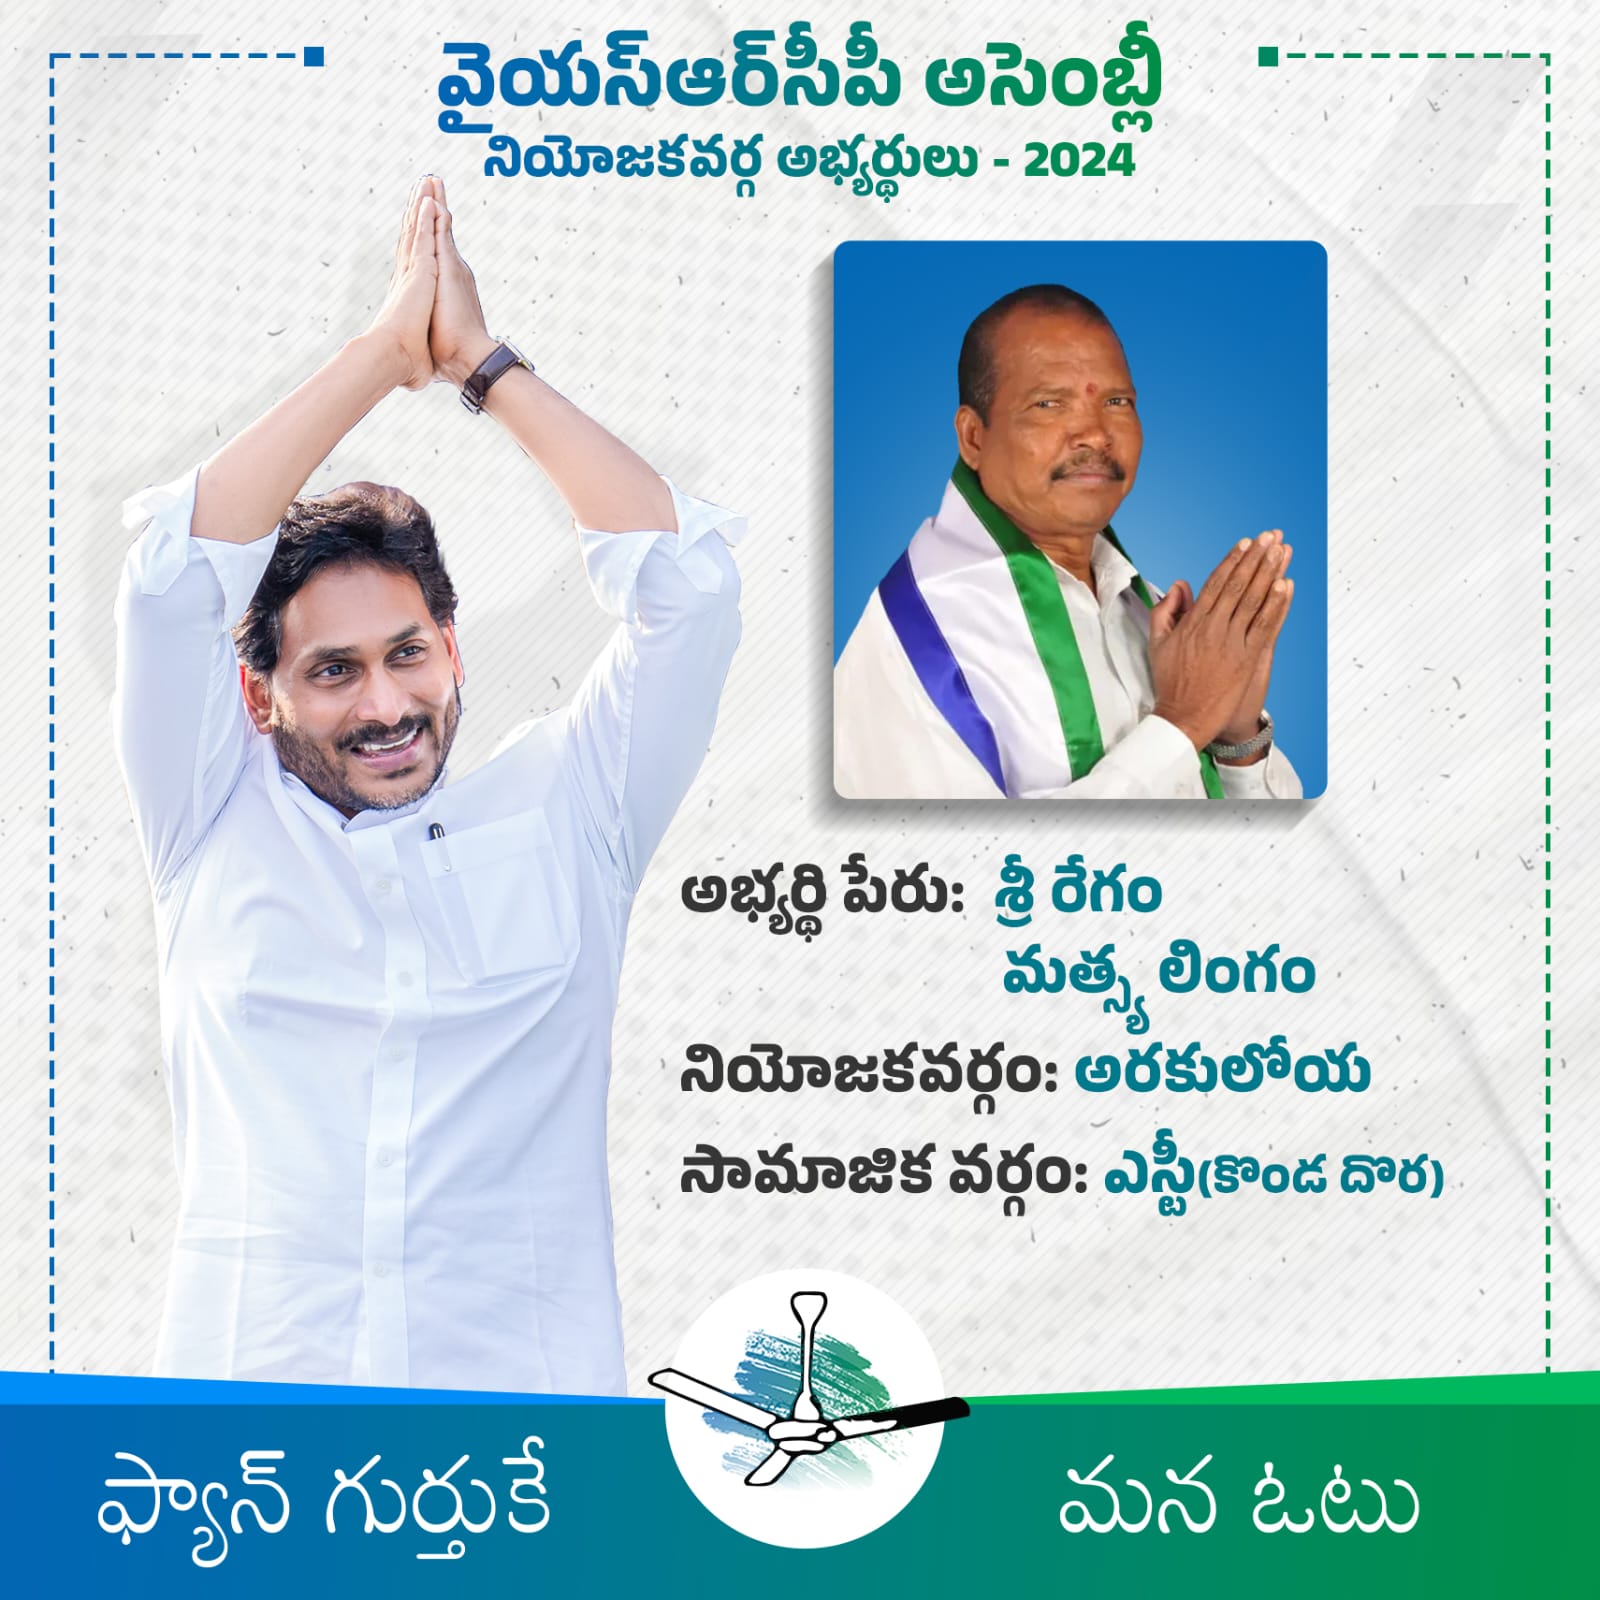 వైయస్ఆర్‌సీపీ అసెంబ్లీ
నియోజకవర్గ అభ్యర్థులు - 2024
అభ్యర్థి పేరు: శ్రీ రేగం
మత్స్య లింగం
నియోజకవర్గం: అరకులోయ
సామాజిక వర్గం: ఎస్టీ(కొండ దొర)
ఫ్యాన్ గుర్తుకే మన ఓటు